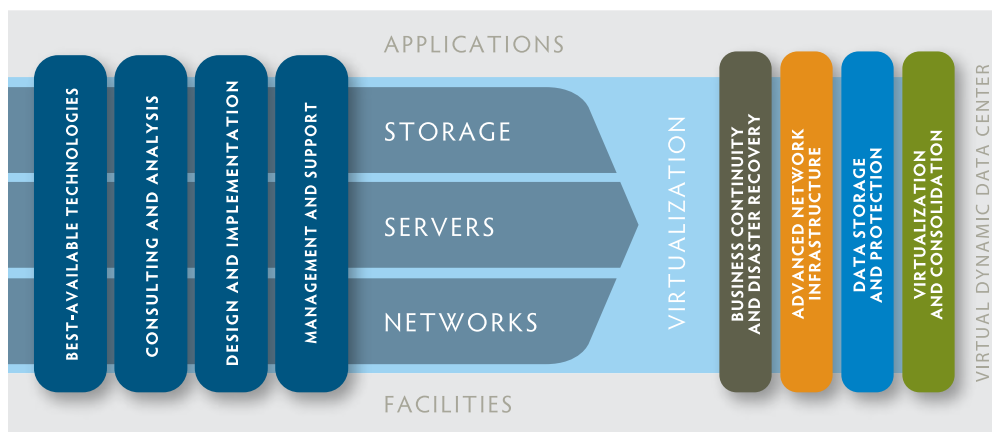 APPLICATIONS
BEST-AVAILABLE TECHNOLOGIES
CONSULTING AND ANALYSIS
DESIGN AND IMPLEMENTATION
MANAGEMENT AND SUPPORT
STORAGE
SERVERS
NETWORKS
VIRTUALIZATION
BUSINESS CONTINUITY
AND DISASTER RECOVERY
ADVANCED NETWORK
INFRASTRUCTURE
DATA STORAGE
AND PROTECTION
VIRTUALIZATION
AND CONSOLIDATION
VIRTUAL DYNAMIC DATA CENTER
FACILITIES